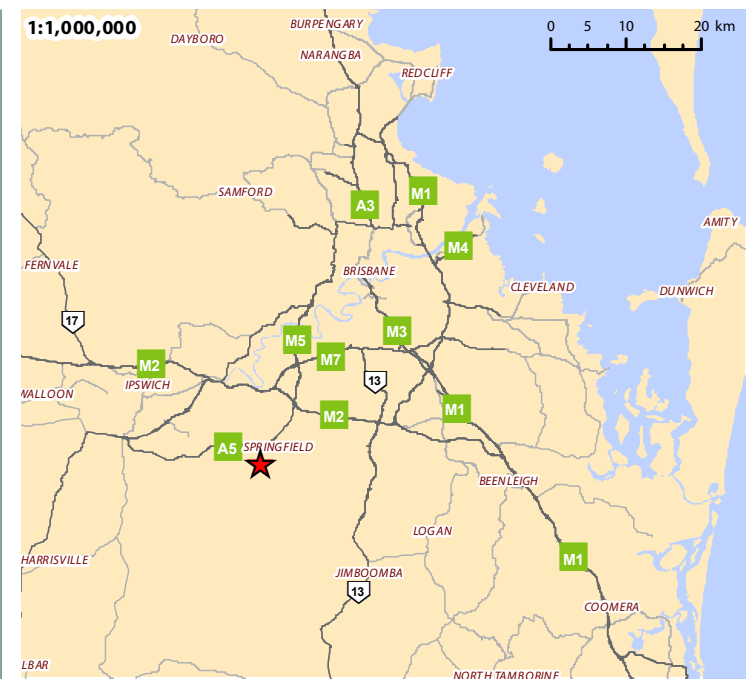 1:1,000,000
BURPENGARY
0 5 10 20 km
DAYBORO
NARANGBA
REDCLIFF
SAMFORD
A3
M1
AMITY
M4
FERNVALE
BRISBANE
CLEVELAND
DUNWICH
17
M5
M3
M7
M2
IPSWICH
13
WALLOON
M2
M1
A5
SPRINGFIELD
BEENLEIGH
LOGAN
HARRISVILLE
M1
JIMBOOMBA
13
COOMERA
LBAR
NORTH TAMBORINE